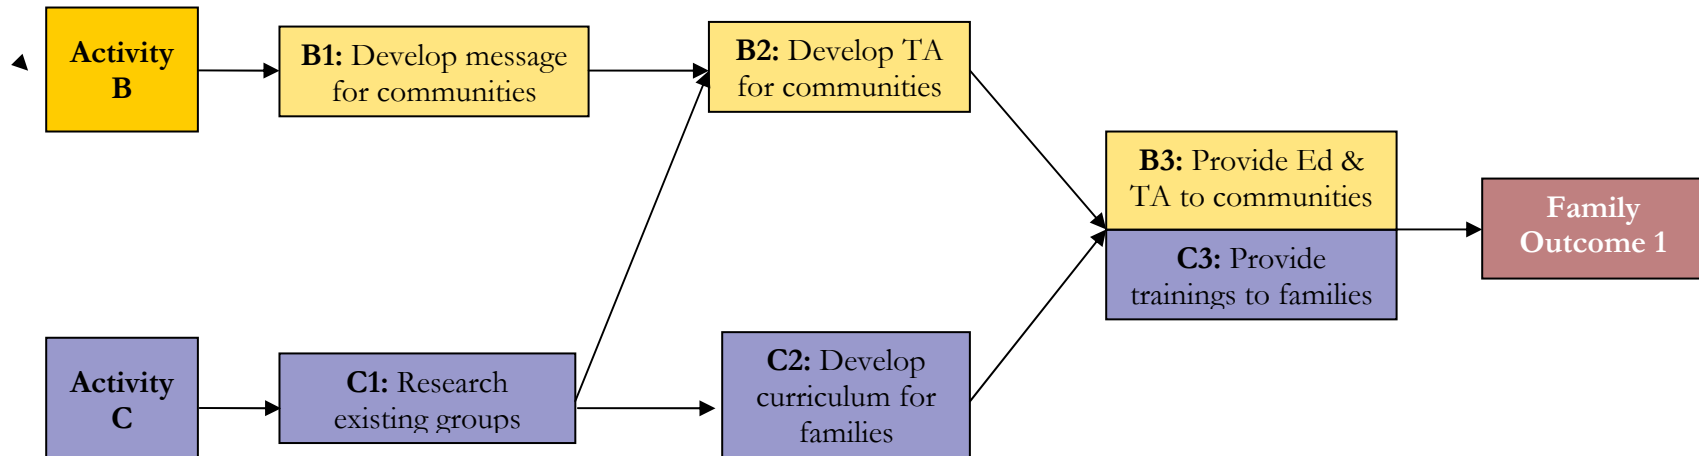 Activity
B
B1: Develop message
for communities
B2: Develop TA
for communities
B3: Provide Ed &
TA to communities
C3: Provide
trainings to families
Family
Outcome 1
Activity
C
C1: Research
existing groups
C2: Develop
curriculum for
families